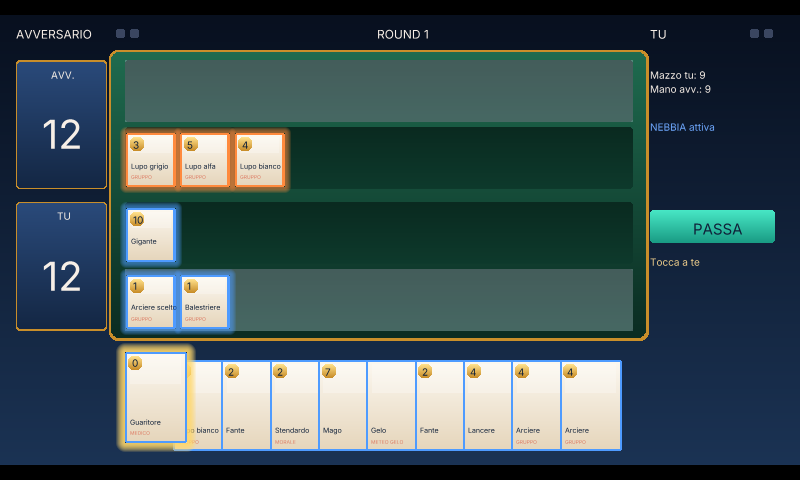 AVVERSARIO
ROUND 1
TU
AVV.
12
TU
12
Mazzo tu: 9
Mano avv.: 9
NEBBIA attiva
PASSA
Tocca a te
3
Lupo grigio
GRUPPO
5
Lupo alfa
GRUPPO
4
Lupo bianco
GRUPPO
10
Gigante
1
Arciere scelto
GRUPPO
1
Balestriere
GRUPPO
0
Guaritore
MEDICO
bianco
2
Fante
2
Stendardo
MORALE
7
Mago
Gelo
METEO GELO
2
Fante
4
Lancere
4
Arciere
GRUPPO
4
Arciere
GRUPPO